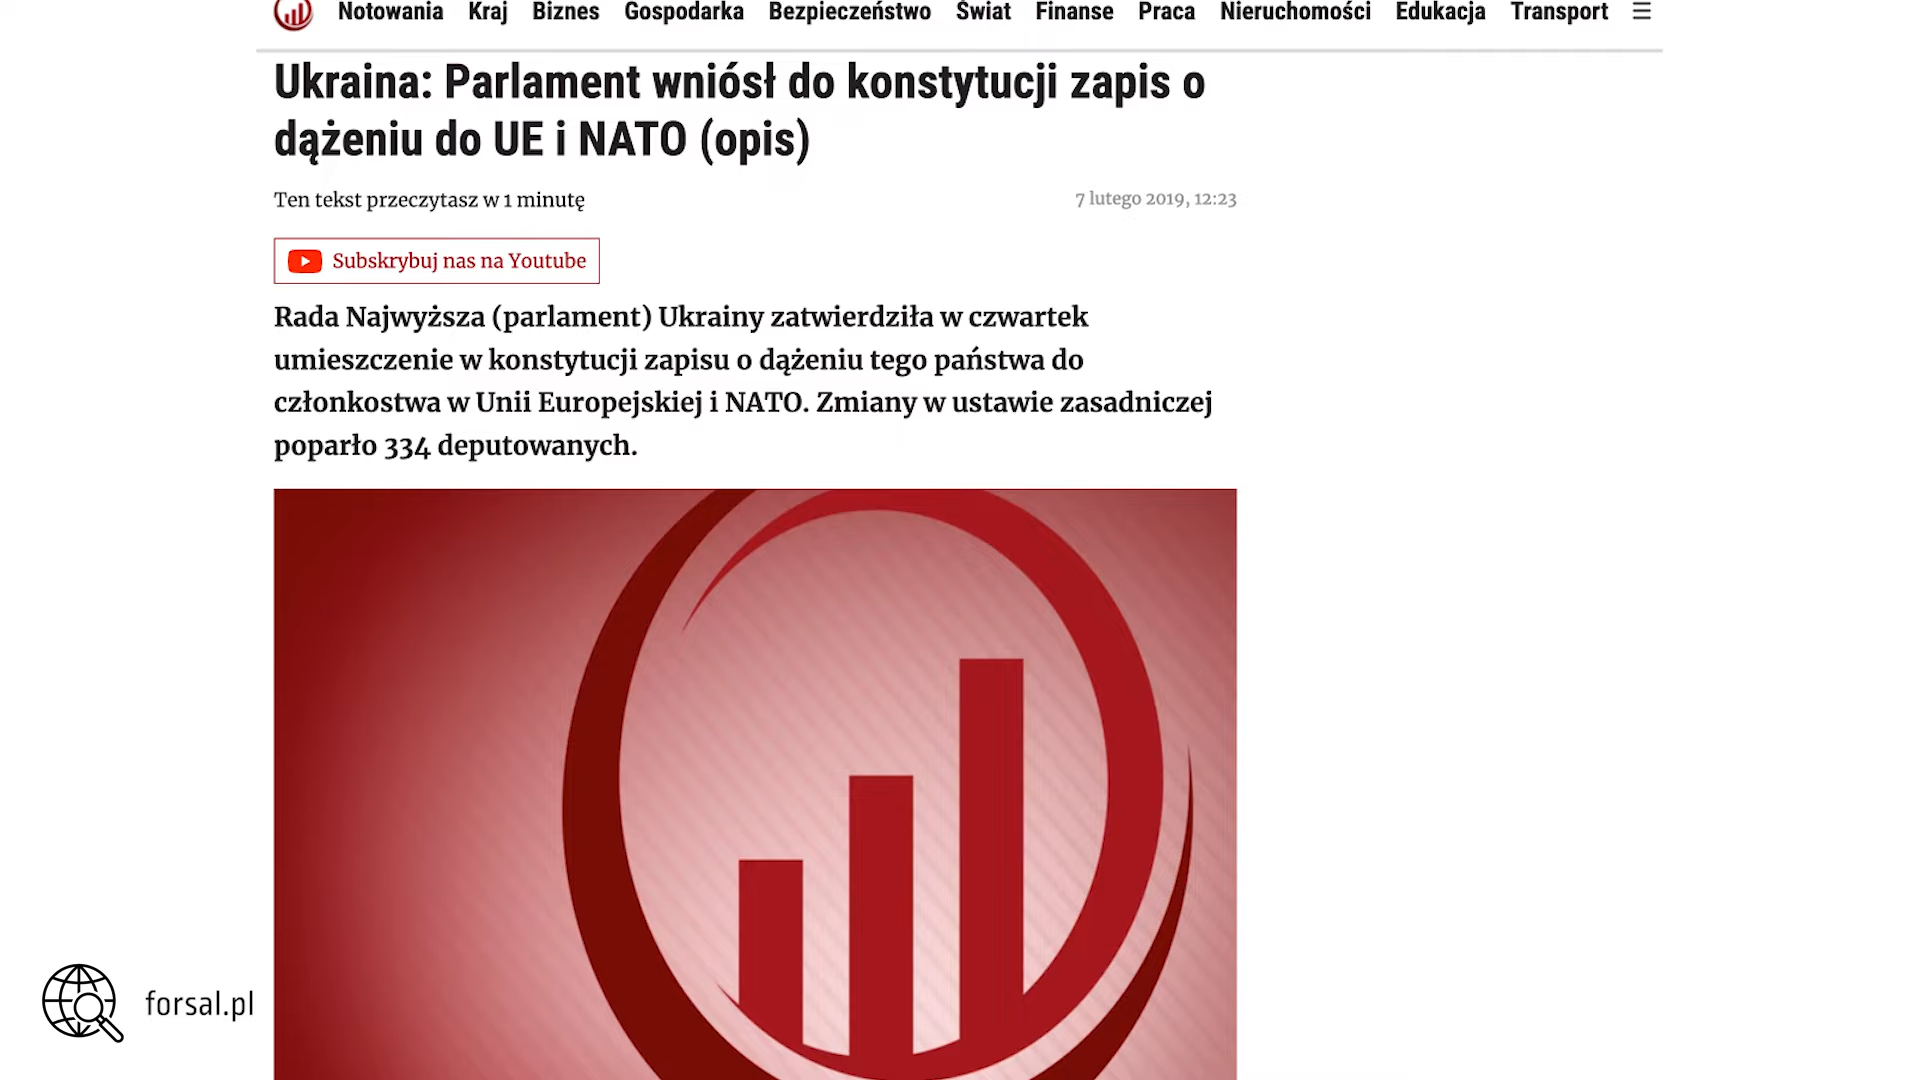 Notowania Kraj Biznes Gospodarka Bezpieczeństwo Świat Finanse Praca Nieruchomości Edukacja Transport
Ukraina: Parlament wniósł do konstytucji zapis o
dążeniu do UE i NATO (opis)
Ten tekst przeczytasz w 1 minutę
7 lutego 2019, 12:23
Subskrybuj nas na Youtube
Rada Najwyższa (parlament) Ukrainy zatwierdziła w czwartek
umieszczenie w konstytucji zapisu o dążeniu tego państwa do
członkostwa w Unii Europejskiej i NATO. Zmiany w ustawie zasadniczej
poparło 334 deputowanych.
forsal.pl